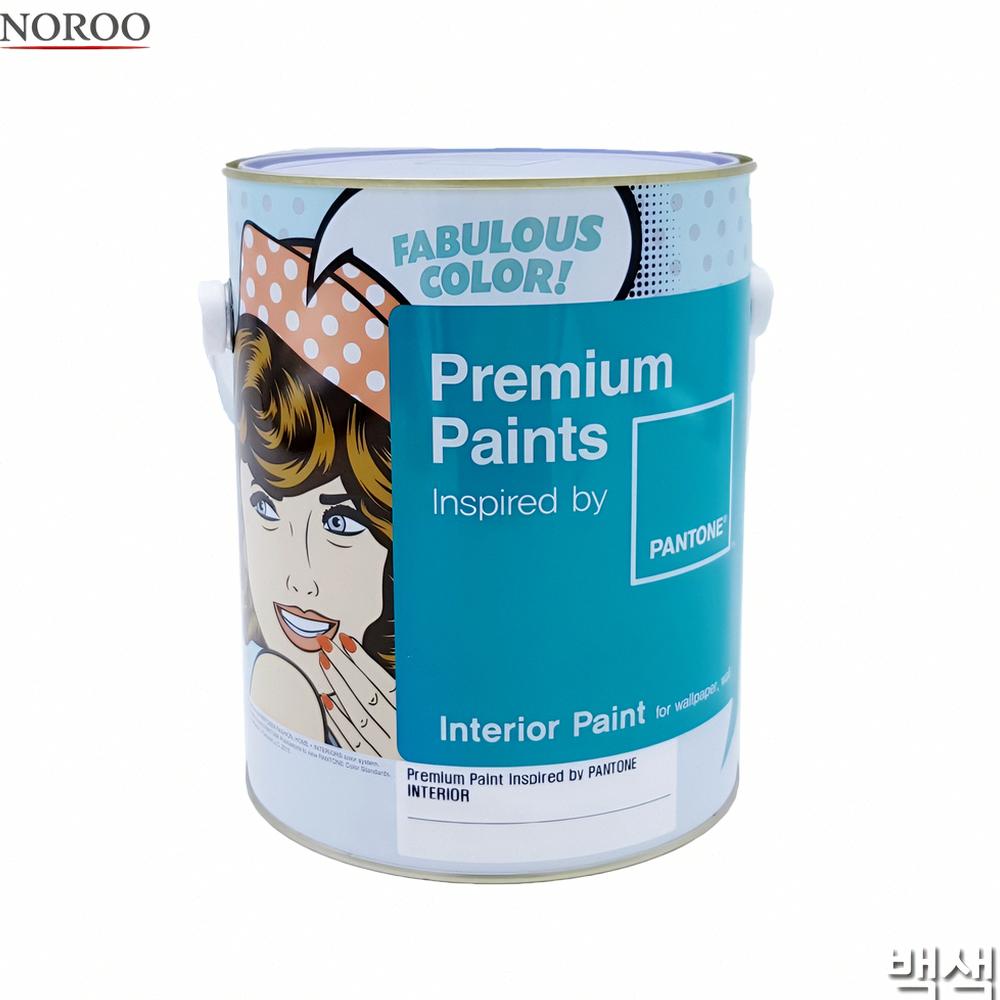 NOROO
FABULOUS
COLOR!
Premium
Paints
Inspired by
PANTONE®
Interior Paint for wallpaper,
Premium Paint Inspired by PANTONE
INTERIOR
백색